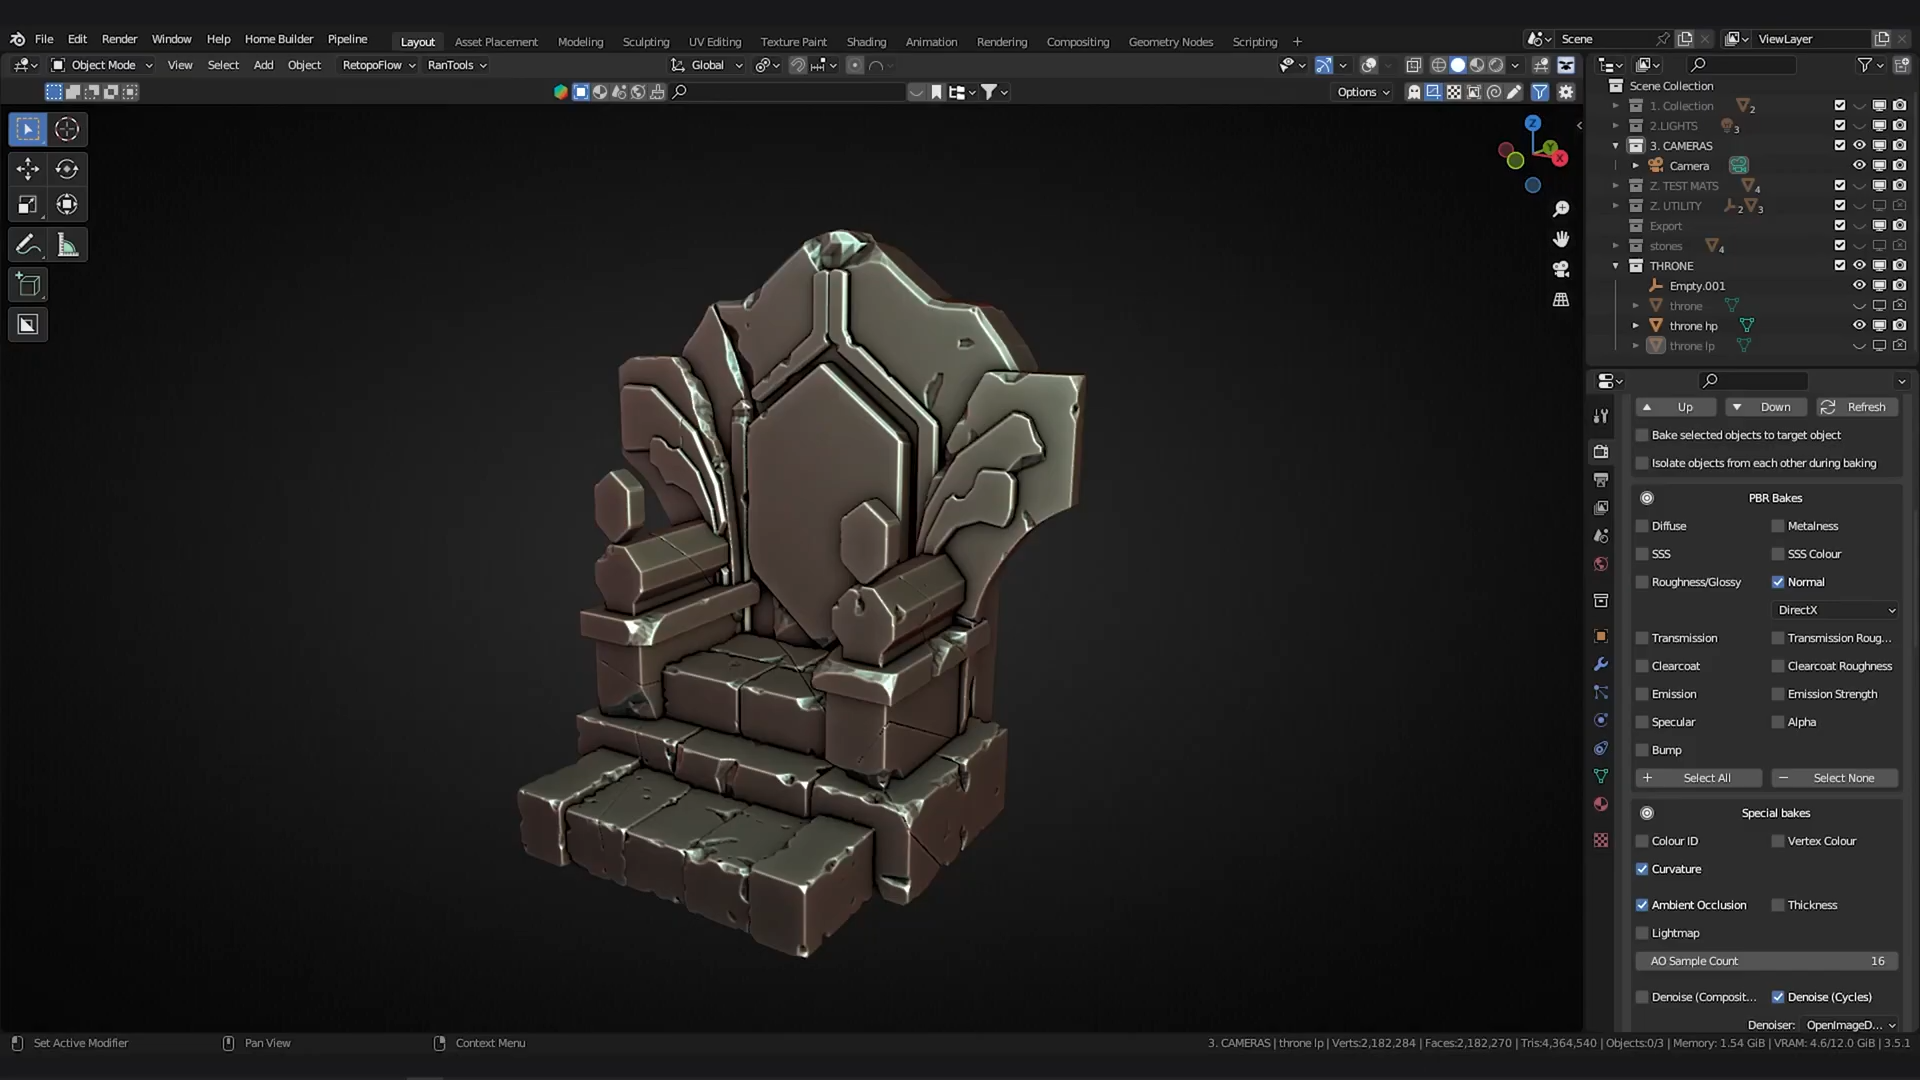 File Edit Render Window Help Home Builder Pipeline Layout Asset Placement Modeling Sculpting UV Editing Texture Paint Shading Animation Rendering Compositing Geometry Nodes Scripting + Scene ViewLayer
Object Mode View Select Add Object RetopoFlow RanTools Global
Options
Scene Collection
1. Collection 2
2.LIGHTS 3
3. CAMERAS
Camera
Z. TEST MATS 4
Z. UTILITY 2 3
Export
stones 4
THRONE
Empty.001
throne
throne hp
throne lp
Z
Y
X
Up Down Refresh
Bake selected objects to target object
Isolate objects from each other during baking
PBR Bakes
Diffuse Metalness
SSS SSS Colour
Roughness/Glossy Normal
DirectX
Transmission Transmission Roug...
Clearcoat Clearcoat Roughness
Emission Emission Strength
Specular Alpha
Bump
Select All Select None
Special bakes
Colour ID Vertex Colour
Curvature
Ambient Occlusion Thickness
Lightmap
AO Sample Count 16
Denoise (Composit... Denoise (Cycles)
Denoiser: OpenImageD...
Set Active Modifier Pan View Context Menu 3. CAMERAS | throne lp | Verts:2,182,284 | Faces:2,182,270 | Tris:4,364,540 | Objects:0/3 | Memory: 1.54 GiB | VRAM: 4.6/12.0 GiB | 3.5.1